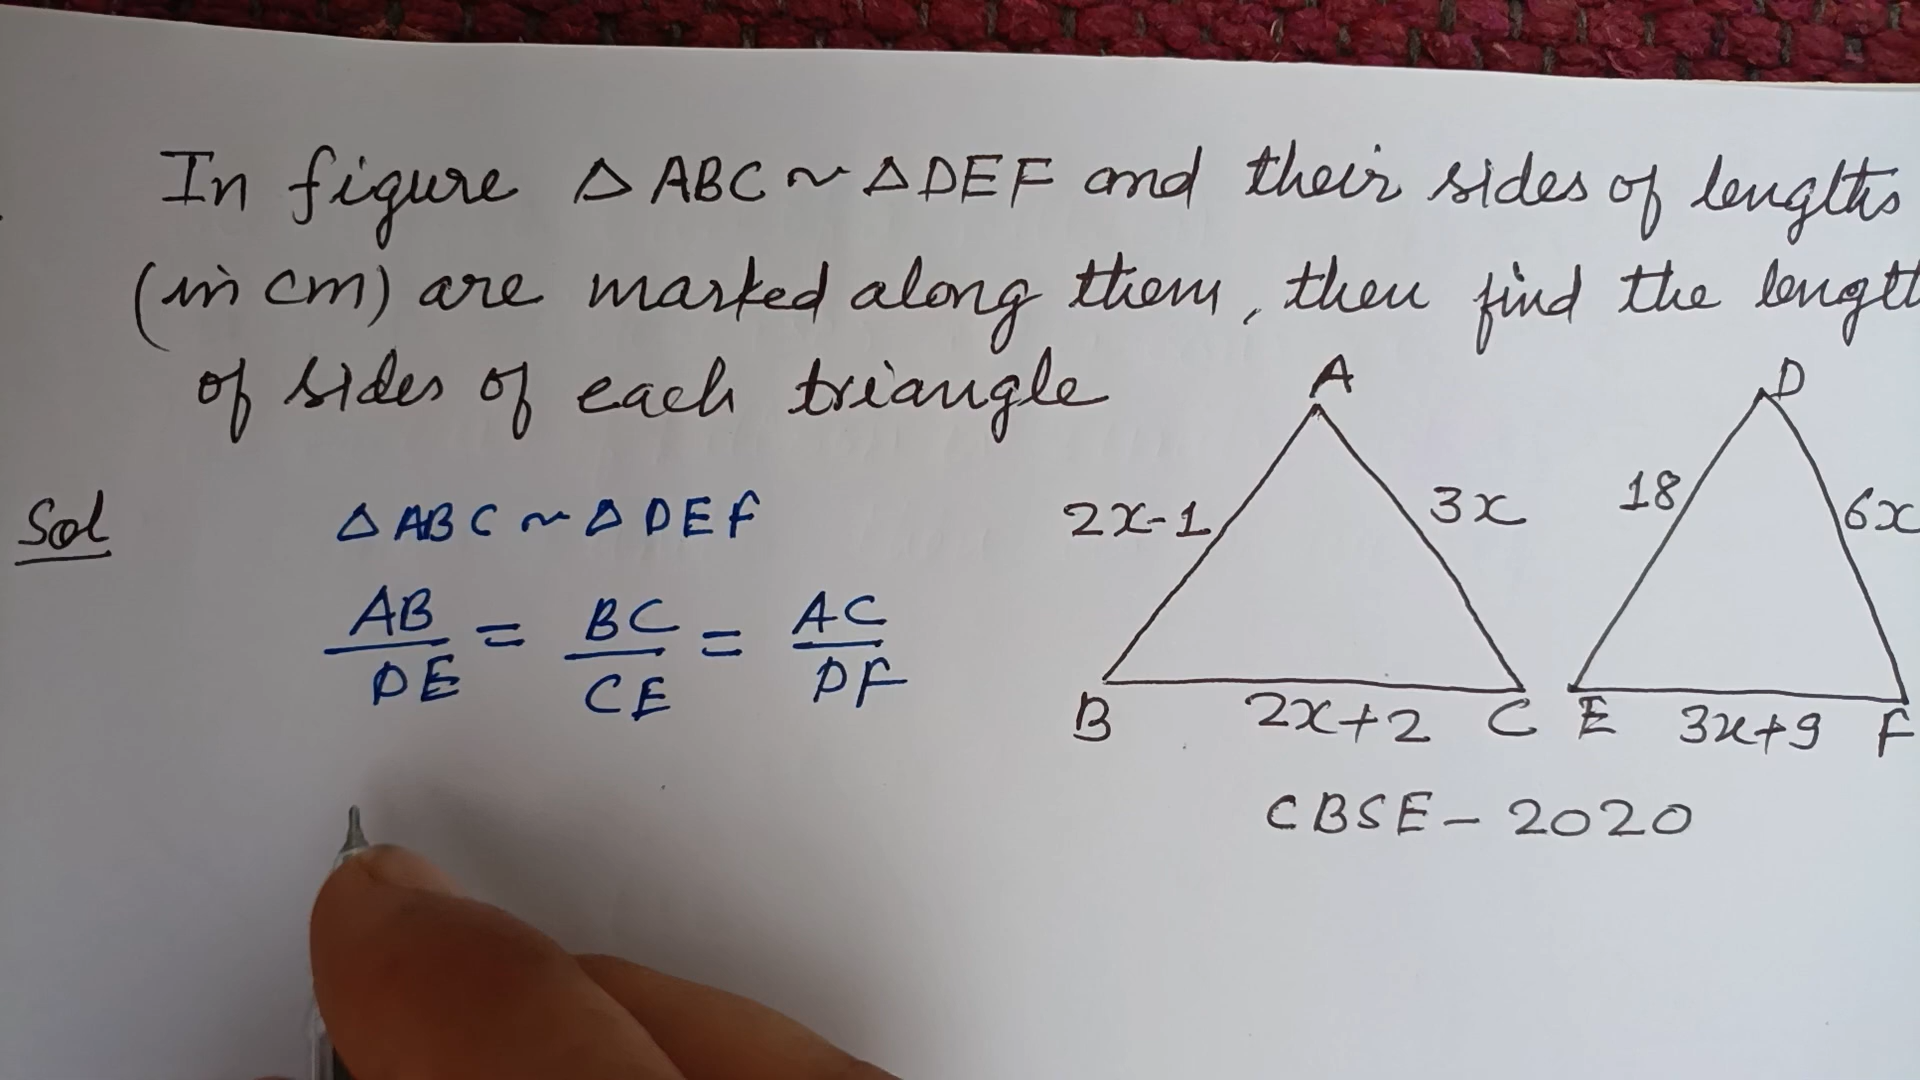 In figure △ ABC ~ △DEF and their sides of lengths
(in cm) are marked along them, then find the lengt
of sides of each triangle
Sol
△ ABC ~ △ DEF
AB/DE = BC/CE = AC/DF
A
2x-1
3x
B
2x+2
C
D
18
6x
E
3x+9
F
CBSE - 2020